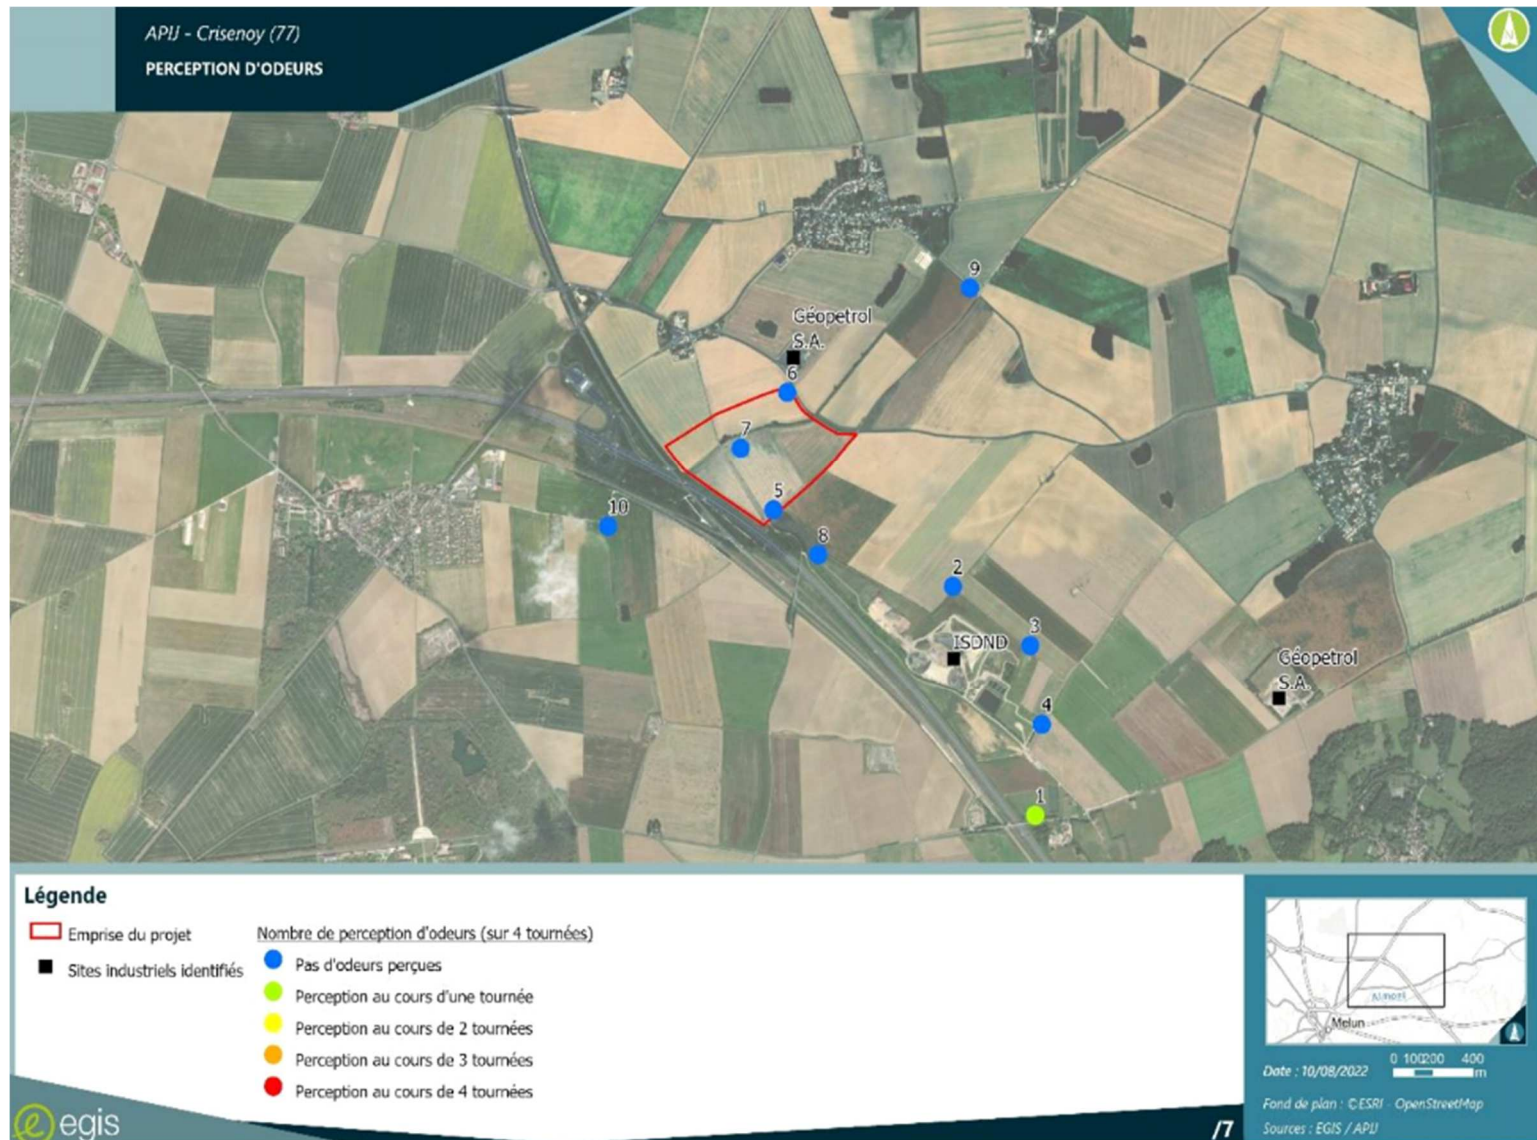 APIJ - Crisenoy (77)
PERCEPTION D'ODEURS
N
9
Géopetrol
S.A.
6
7
5
10
8
2
3
ISDND
Géopetrol
S.A.
4
1
Légende
Emprise du projet
Sites industriels identifiés
Nombre de perception d'odeurs (sur 4 tournées)
Pas d'odeurs perçues
Perception au cours d'une tournée
Perception au cours de 2 tournées
Perception au cours de 3 tournées
Perception au cours de 4 tournées
Melun
Date : 10/08/2022
0 100200 400
m
Fond de plan : ©ESRI - OpenStreetMap
Sources : EGIS / APIJ
egis
/7